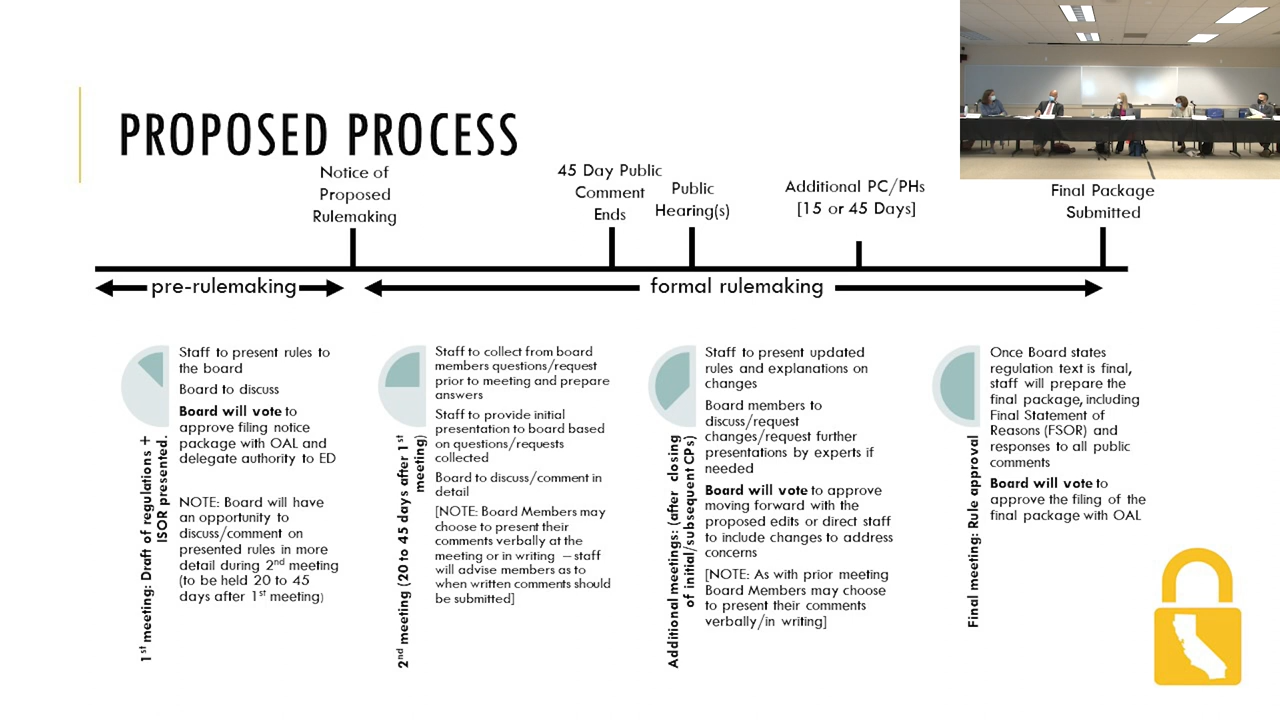 PROPOSED PROCESS
Notice of
Proposed
Rulemaking
45 Day Public
Comment
Ends
Public
Hearing(s)
Additional PC/PHs
[15 or 45 Days]
Final Package
Submitted
pre-rulemaking
formal rulemaking
1st meeting: Draft of regulations +
ISOR presented.
Staff to present rules to
the board
Board to discuss
Board will vote to
approve filing notice
package with OAL and
delegate authority to ED
NOTE: Board will have
an opportunity to
discuss/comment on
presented rules in more
detail during 2nd meeting
(to be held 20 to 45
days after 1st meeting)
2nd meeting (20 to 45 days after 1st
meeting)
Staff to collect from board
members questions/request
prior to meeting and prepare
answers
Staff to provide initial
presentation to board based
on questions/requests
collected
Board to discuss/comment in
detail
[NOTE: Board Members may
choose to present their
comments verbally at the
meeting or in writing – staff
will advise members as to
when written comments should
be submitted]
Additional meetings: (after closing
of initial/subsequent CPs)
Staff to present updated
rules and explanations on
changes
Board members to
discuss/request
changes/request further
presentations by experts if
needed
Board will vote to approve
moving forward with the
proposed edits or direct staff
to include changes to address
concerns
[NOTE: As with prior meeting
Board Members may choose
to present their comments
verbally/in writing]
Final meeting: Rule approval
Once Board states
regulation text is final,
staff will prepare the
final package, including
Final Statement of
Reasons (FSOR) and
responses to all public
comments
Board will vote to
approve the filing of the
final package with OAL